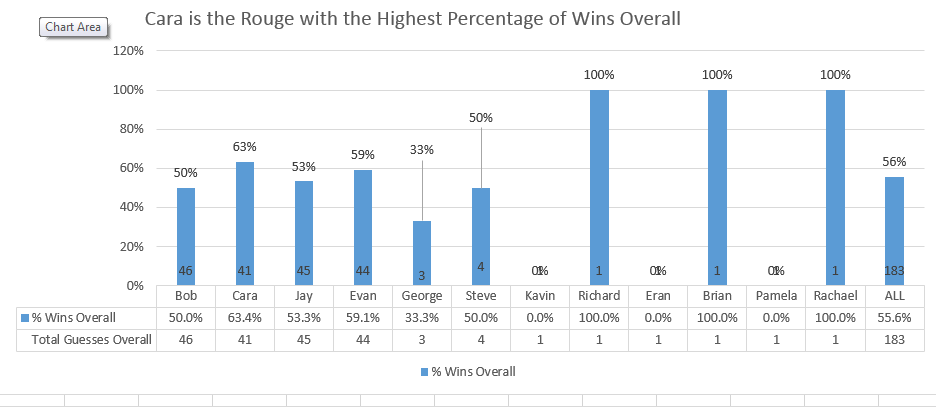 Cara is the Rouge with the Highest Percentage of Wins Overall
Chart Area
120%
100% 100% 100%
100%
80%
63% 59% 50%
60%
50% 53% 33% 56%
40%
20%
46 41 45 44 3 4 0% 1 0% 1 0% 1 183
0%
Bob Cara Jay Evan George Steve Kavin Richard Eran Brian Pamela Rachael ALL
% Wins Overall 50.0% 63.4% 53.3% 59.1% 33.3% 50.0% 0.0% 100.0% 0.0% 100.0% 0.0% 100.0% 55.6%
Total Guesses Overall 46 41 45 44 3 4 1 1 1 1 1 1 183
% Wins Overall